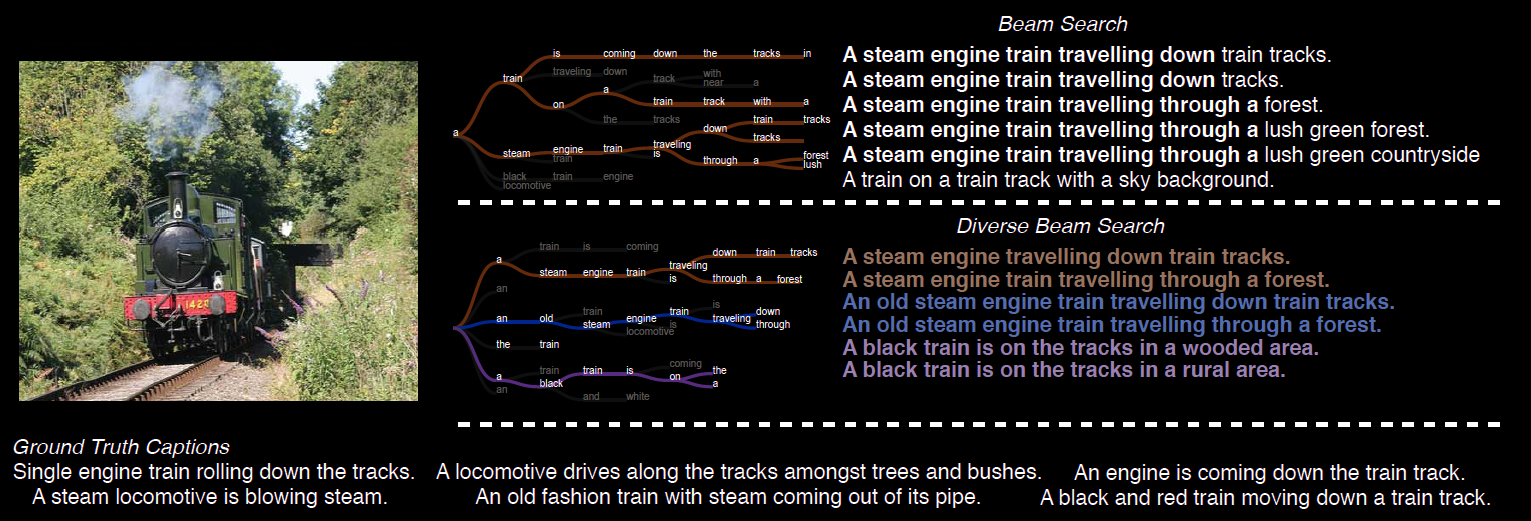 Beam Search
is coming down the tracks in
train
traveling down
track
with
near a
a
on
train track with a
the tracks
a
steam engine train
train
traveling
is
down
train tracks
tracks
through a
forest
lush
black
locomotive
train engine
A steam engine train travelling down train tracks.
A steam engine train travelling down tracks.
A steam engine train travelling through a forest.
A steam engine train travelling through a lush green forest.
A steam engine train travelling through a lush green countryside
A train on a train track with a sky background.
Diverse Beam Search
train is coming
a
steam engine train
traveling
is
down train tracks
through a forest
an
an old
train
steam
engine
locomotive
train
is
is
traveling
down
through
the train
a
an
train
black
train is
coming
on
the
a
and white
A steam engine travelling down train tracks.
A steam engine train travelling through a forest.
An old steam engine train travelling down train tracks.
An old steam engine train travelling through a forest.
A black train is on the tracks in a wooded area.
A black train is on the tracks in a rural area.
Ground Truth Captions
Single engine train rolling down the tracks.
A steam locomotive is blowing steam.
A locomotive drives along the tracks amongst trees and bushes.
An old fashion train with steam coming out of its pipe.
An engine is coming down the train track.
A black and red train moving down a train track.